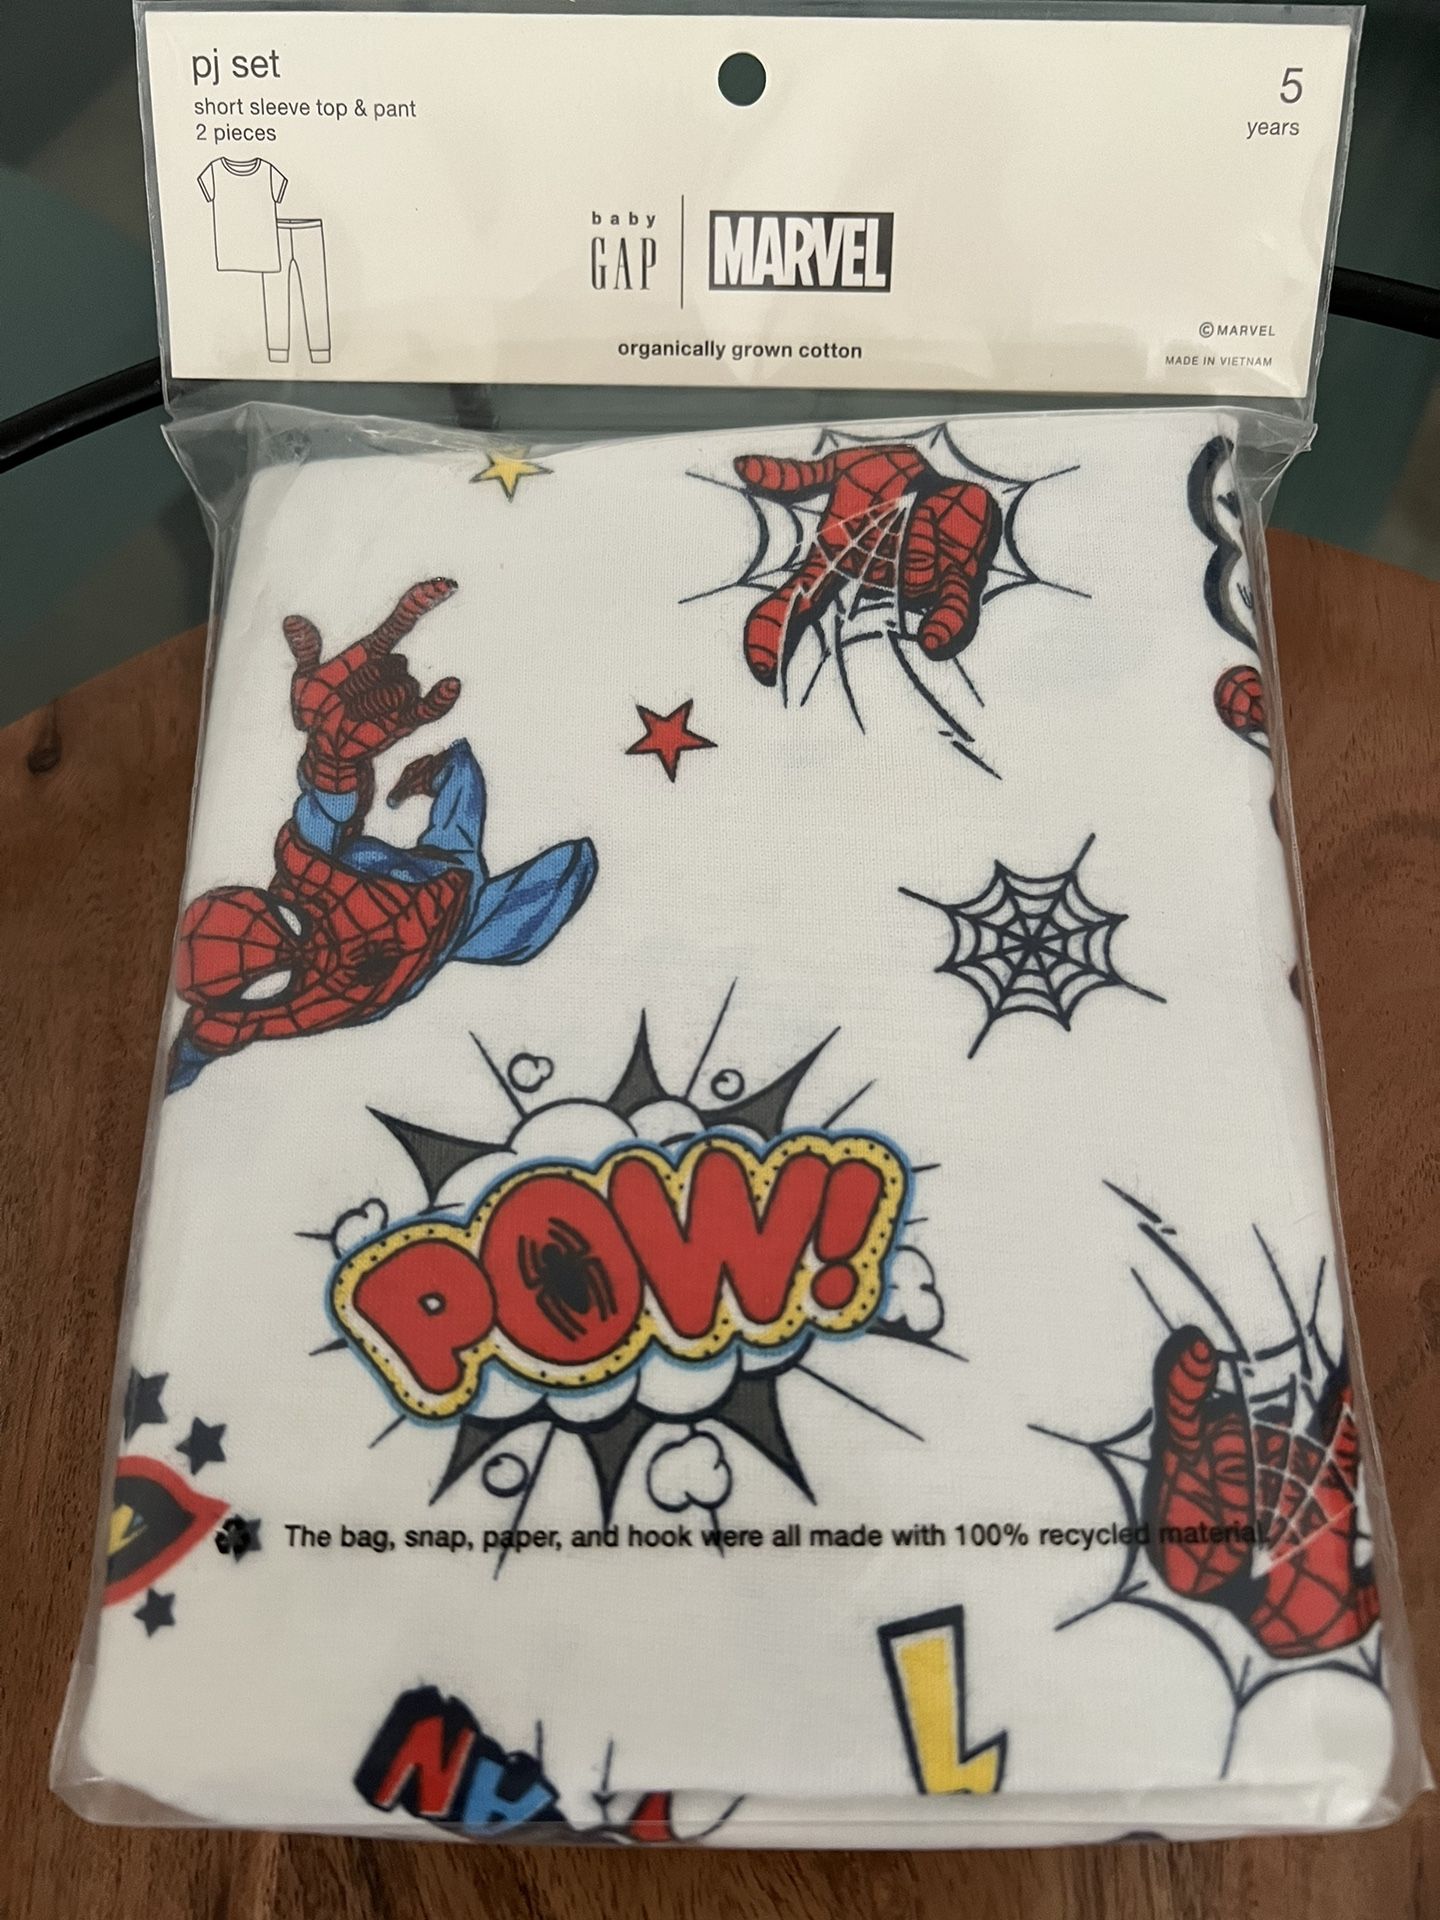 pj set
short sleeve top & pant
2 pieces
5
years
baby
GAP
MARVEL
organically grown cotton
©MARVEL
MADE IN VIETNAM
POW!
The bag, snap, paper, and hook were all made with 100% recycled material.